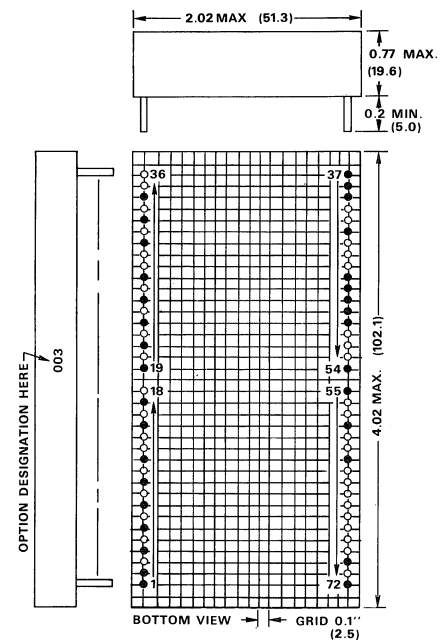 2.02 MAX (51.3)
0.77 MAX.
(19.6)
0.2 MIN.
(5.0)
36
37
OPTION DESIGNATION HERE
003
19
54
18
55
4.02 MAX. (102.1)
1
72
BOTTOM VIEW
GRID 0.1''
(2.5)